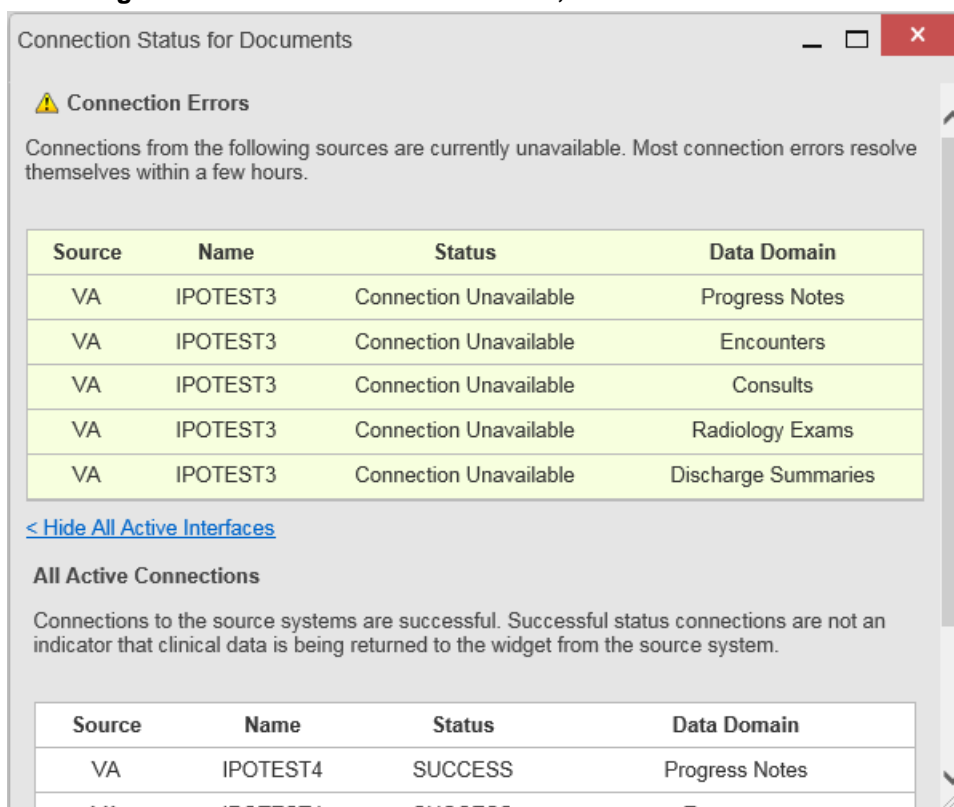 Connection Status for Documents
Connection Errors
Connections from the following sources are currently unavailable. Most connection errors resolve
themselves within a few hours.
Source Name Status Data Domain
VA IPOTEST3 Connection Unavailable Progress Notes
VA IPOTEST3 Connection Unavailable Encounters
VA IPOTEST3 Connection Unavailable Consults
VA IPOTEST3 Connection Unavailable Radiology Exams
VA IPOTEST3 Connection Unavailable Discharge Summaries
< Hide All Active Interfaces
All Active Connections
Connections to the source systems are successful. Successful status connections are not an
indicator that clinical data is being returned to the widget from the source system.
Source Name Status Data Domain
VA IPOTEST4 SUCCESS Progress Notes